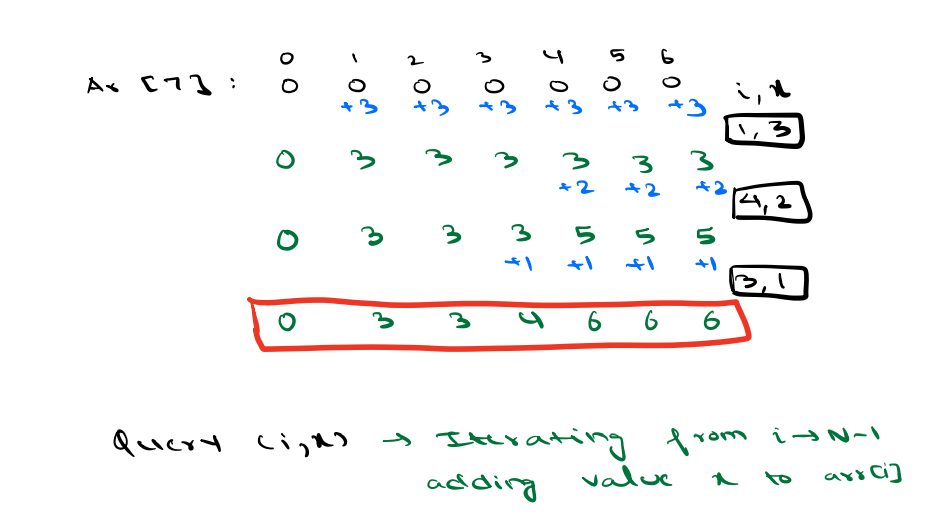 0 1 2 3 4 5 6
Ar [7] : 0 0 0 0 0 0 0 i, x
+3 +3 +3 +3 +3 +3
1, 3
0 3 3 3 3 3 3
+2 +2 +2
4, 2
0 3 3 3 5 5 5
+1 +1 +1 +1
3, 1
0 3 3 4 6 6 6
Query (i,x) → Iterating from i→N-1
adding value x to arr[i]